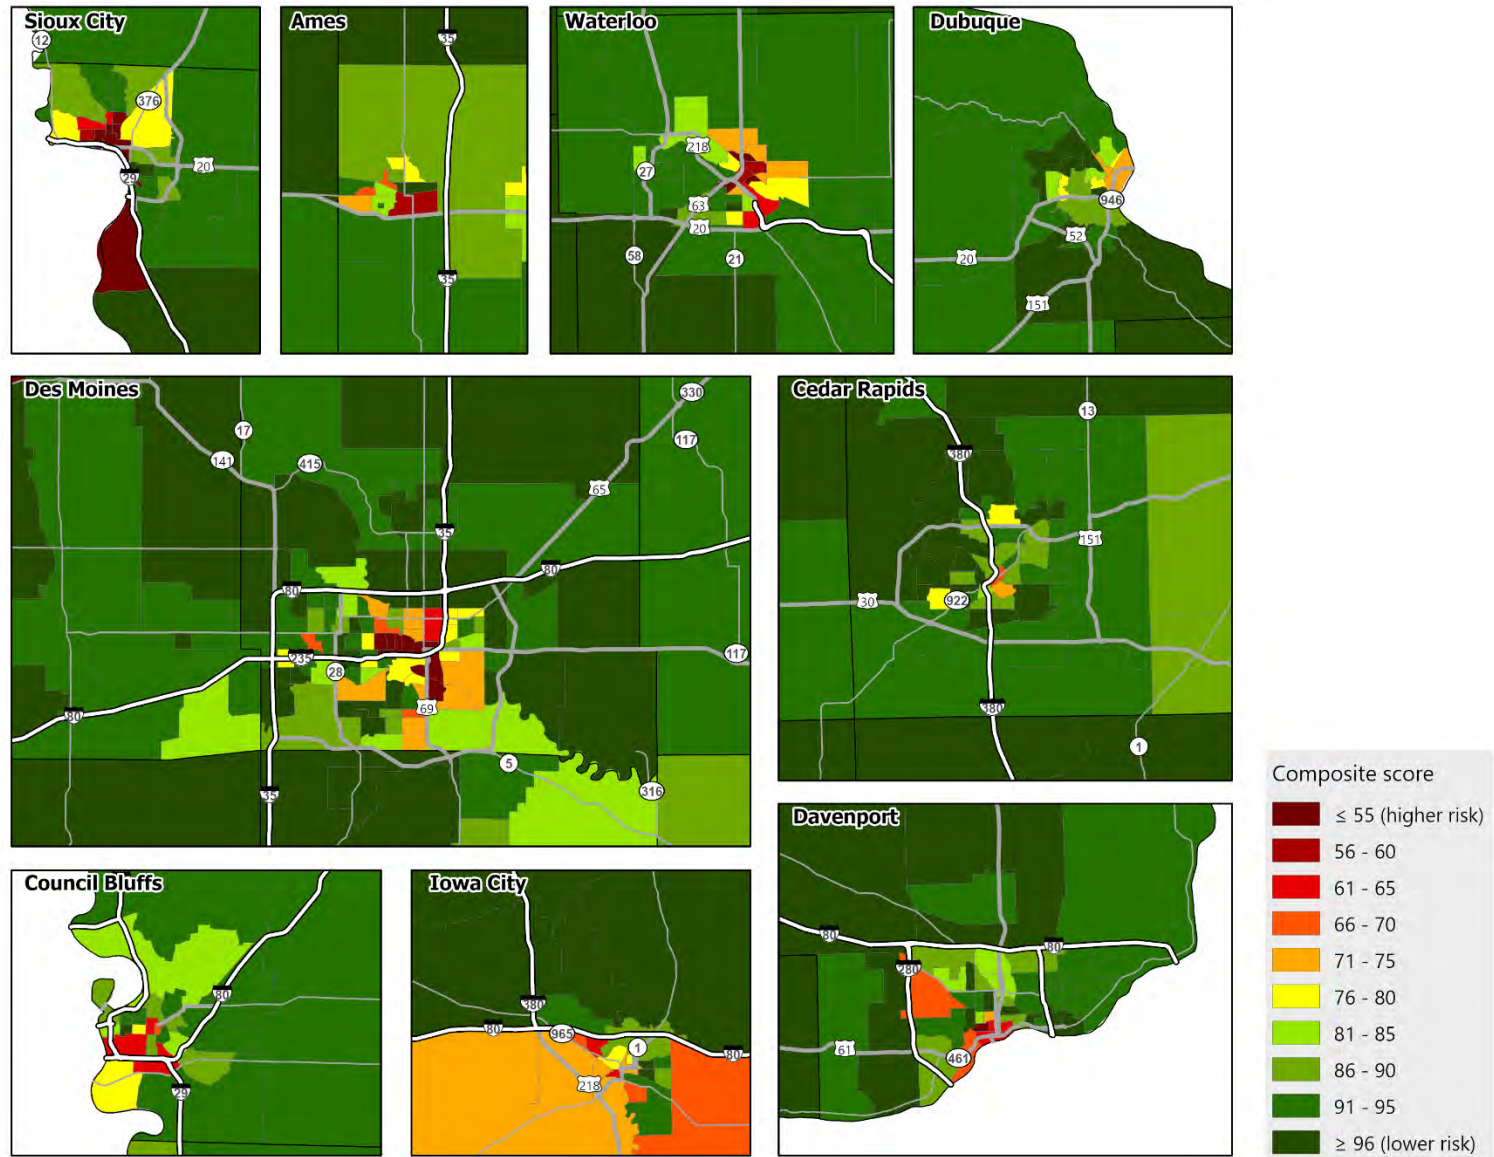 Sioux City
12
376
20
29
Ames
35
35
Waterloo
218
27
63
20
58
21
Dubuque
946
52
20
151
Des Moines
330
17
117
141
415
65
35
80
80
235
28
117
69
80
5
35
316
Cedar Rapids
13
380
151
30
922
380
1
Council Bluffs
80
29
Iowa City
380
80
965
1
80
218
Davenport
80
80
280
61
461
Composite score
≤ 55 (higher risk)
56 - 60
61 - 65
66 - 70
71 - 75
76 - 80
81 - 85
86 - 90
91 - 95
≥ 96 (lower risk)